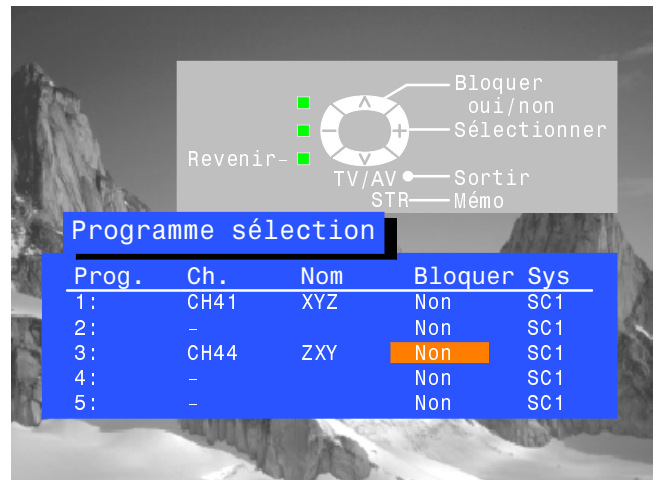 Bloquer
oui/non
Sélectionner
Revenir
TV/AV Sortir
STR Mémo
Programme sélection
Prog. Ch. Nom Bloquer Sys
1: CH41 XYZ Non SC1
2: - Non SC1
3: CH44 ZXY Non SC1
4: - Non SC1
5: - Non SC1